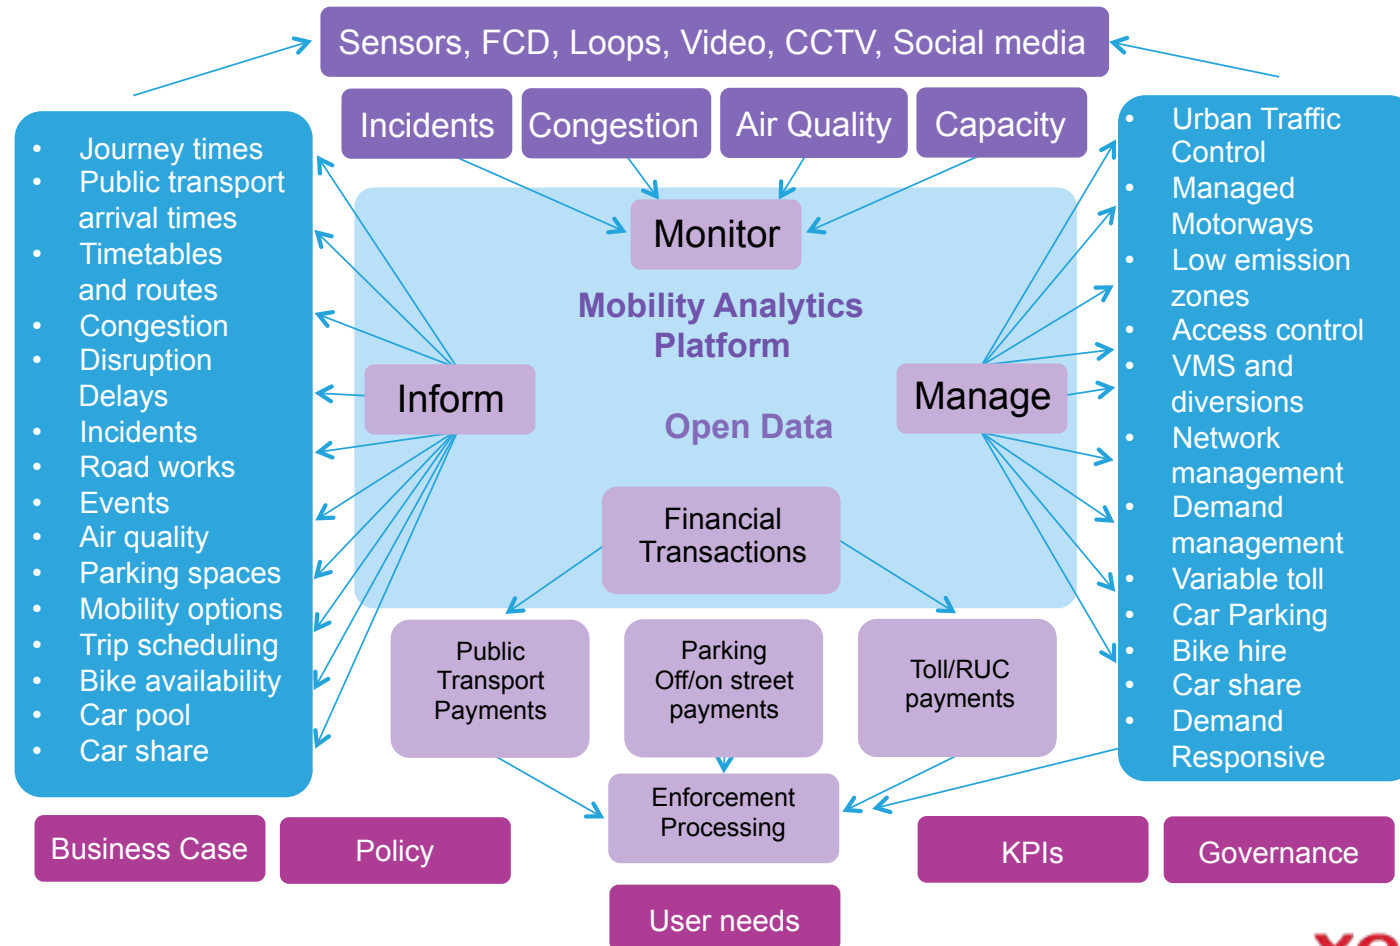 Sensors, FCD, Loops, Video, CCTV, Social media
Incidents
Congestion
Air Quality
Capacity
• Journey times
• Public transport
arrival times
• Timetables
and routes
• Congestion
• Disruption
Delays
• Incidents
• Road works
• Events
• Air quality
• Parking spaces
• Mobility options
• Trip scheduling
• Bike availability
• Car pool
• Car share
Monitor
Mobility Analytics
Platform
Inform
Manage
Open Data
Financial
Transactions
Public
Transport
Payments
Parking
Off/on street
payments
Toll/RUC
payments
Enforcement
Processing
• Urban Traffic
Control
• Managed
Motorways
• Low emission
zones
• Access control
• VMS and
diversions
• Network
management
• Demand
management
• Variable toll
• Car Parking
• Bike hire
• Car share
• Demand
Responsive
Business Case
Policy
User needs
KPIs
Governance